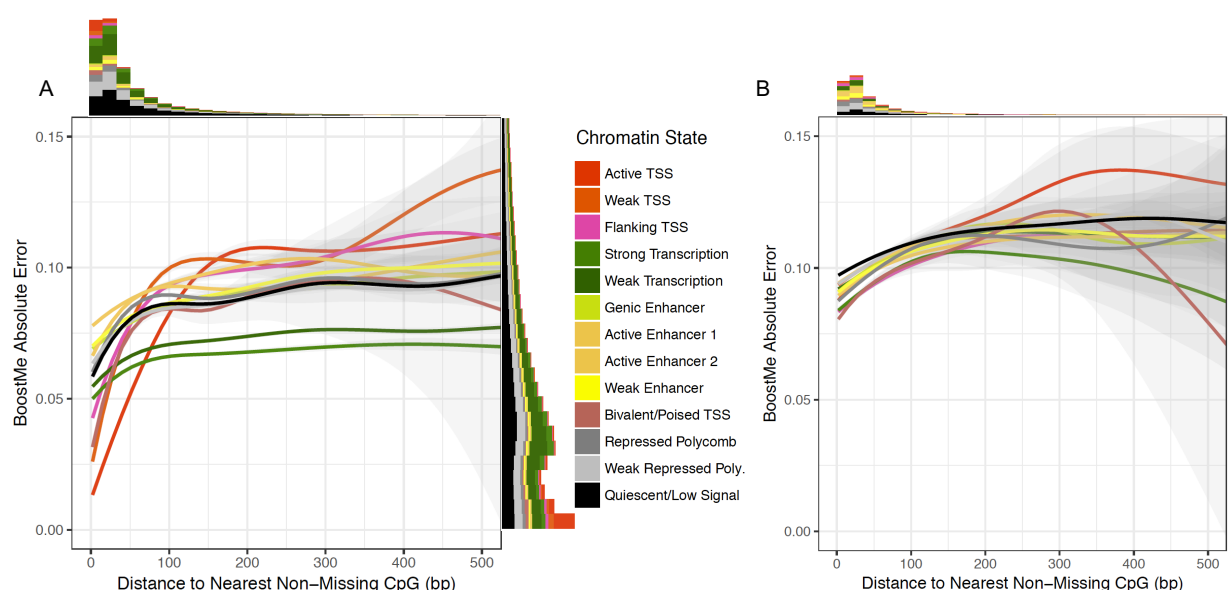 A
B
0.15
0.10
0.05
0.00
BoostMe Absolute Error
0 100 200 300 400 500
Distance to Nearest Non−Missing CpG (bp)
Chromatin State
Active TSS
Weak TSS
Flanking TSS
Strong Transcription
Weak Transcription
Genic Enhancer
Active Enhancer 1
Active Enhancer 2
Weak Enhancer
Bivalent/Poised TSS
Repressed Polycomb
Weak Repressed Poly.
Quiescent/Low Signal
0.15
0.10
0.05
0.00
BoostMe Absolute Error
0 100 200 300 400 500
Distance to Nearest Non−Missing CpG (bp)